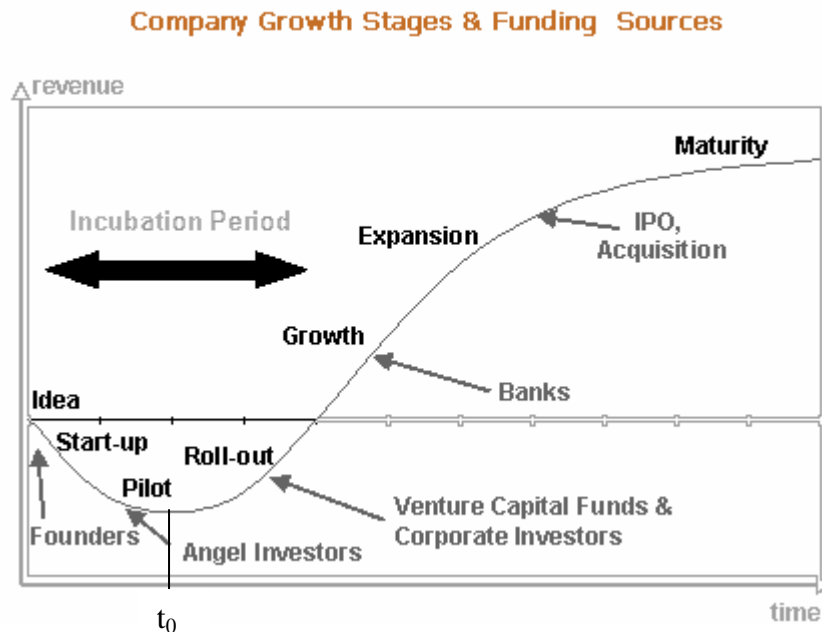 Company Growth Stages & Funding Sources
revenue
Maturity
Incubation Period
IPO,
Acquisition
Expansion
Growth
Banks
Idea
Start-up
Roll-out
Pilot
Venture Capital Funds &
Corporate Investors
Founders
Angel Investors
time
t₀